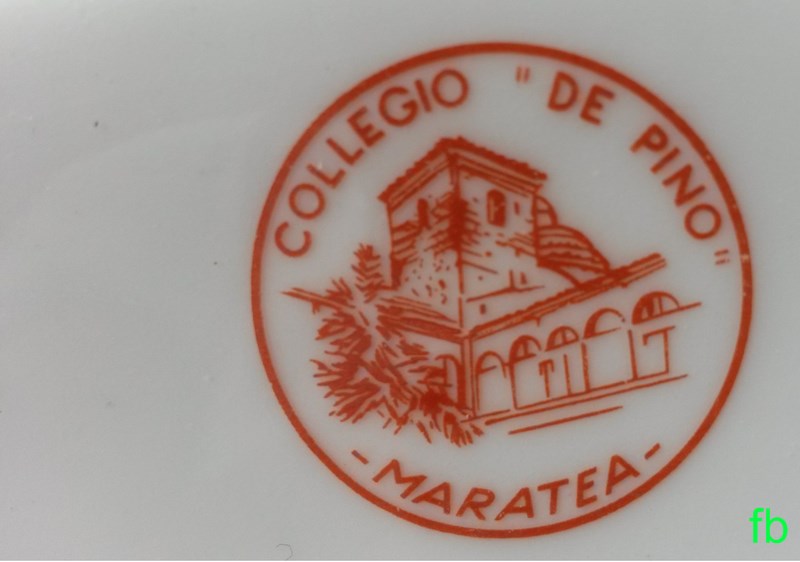 COLLEGIO "DE PINO"
- MARATEA -
fb